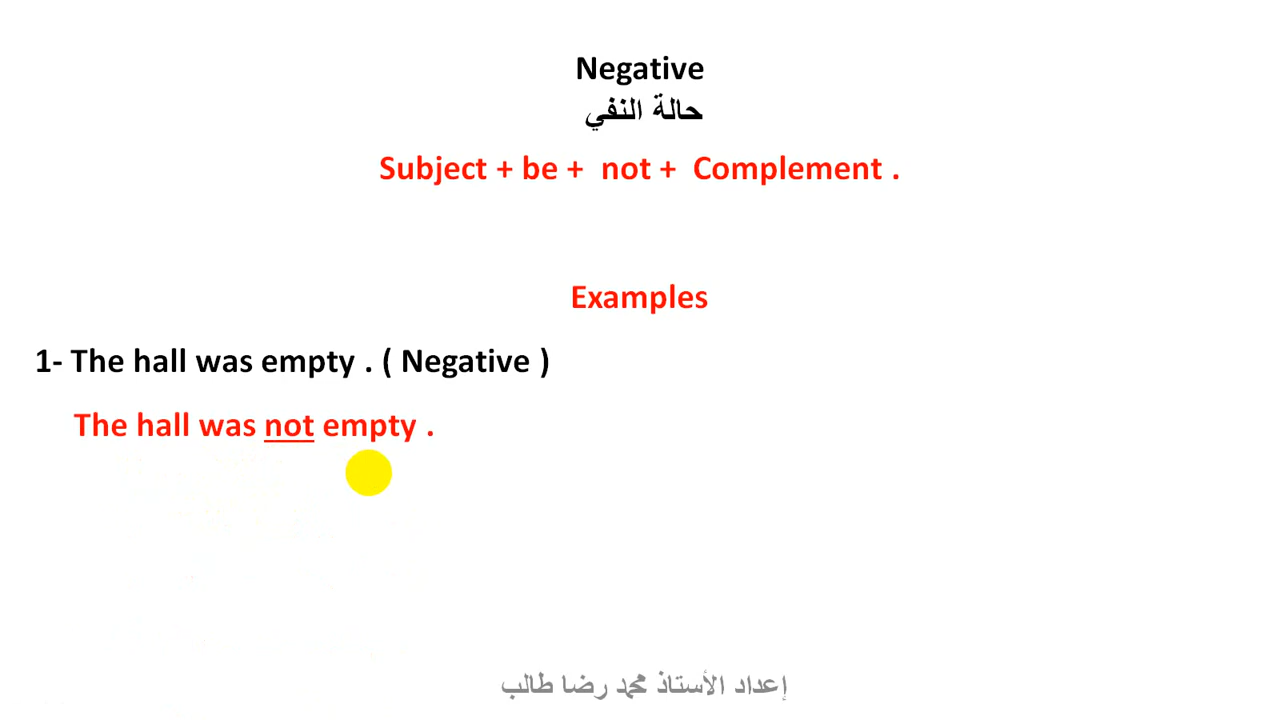 Negative
حالة النفي
Subject + be +  not +  Complement .
Examples
1- The hall was empty . ( Negative )
The hall was not empty .
إعداد الأستاذ محمد رضا طالب